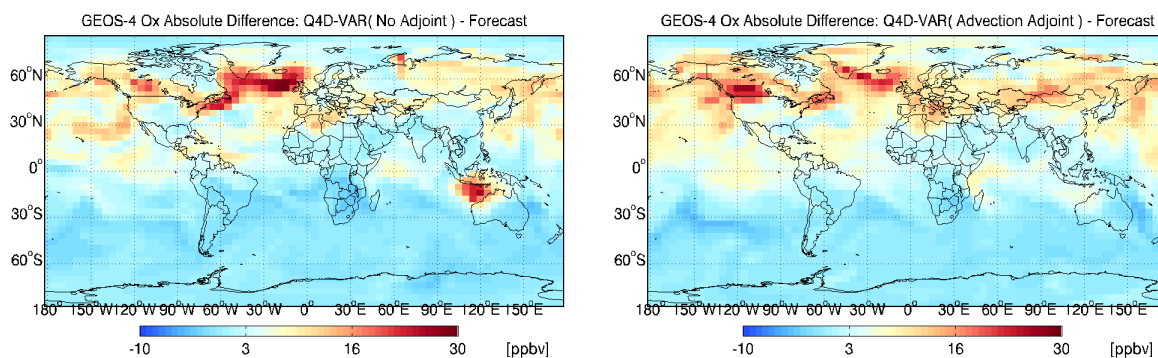 GEOS-4 Ox Absolute Difference: Q4D-VAR( No Adjoint ) - Forecast
60°N
30°N
0°
30°S
60°S
180° 150°W 120°W 90°W 60°W 30°W 0° 30°E 60°E 90°E 120°E 150°E
-10 3 16 30 [ppbv]
GEOS-4 Ox Absolute Difference: Q4D-VAR( Advection Adjoint ) - Forecast
60°N
30°N
0°
30°S
60°S
180° 150°W 120°W 90°W 60°W 30°W 0° 30°E 60°E 90°E 120°E 150°E
-10 3 16 30 [ppbv]